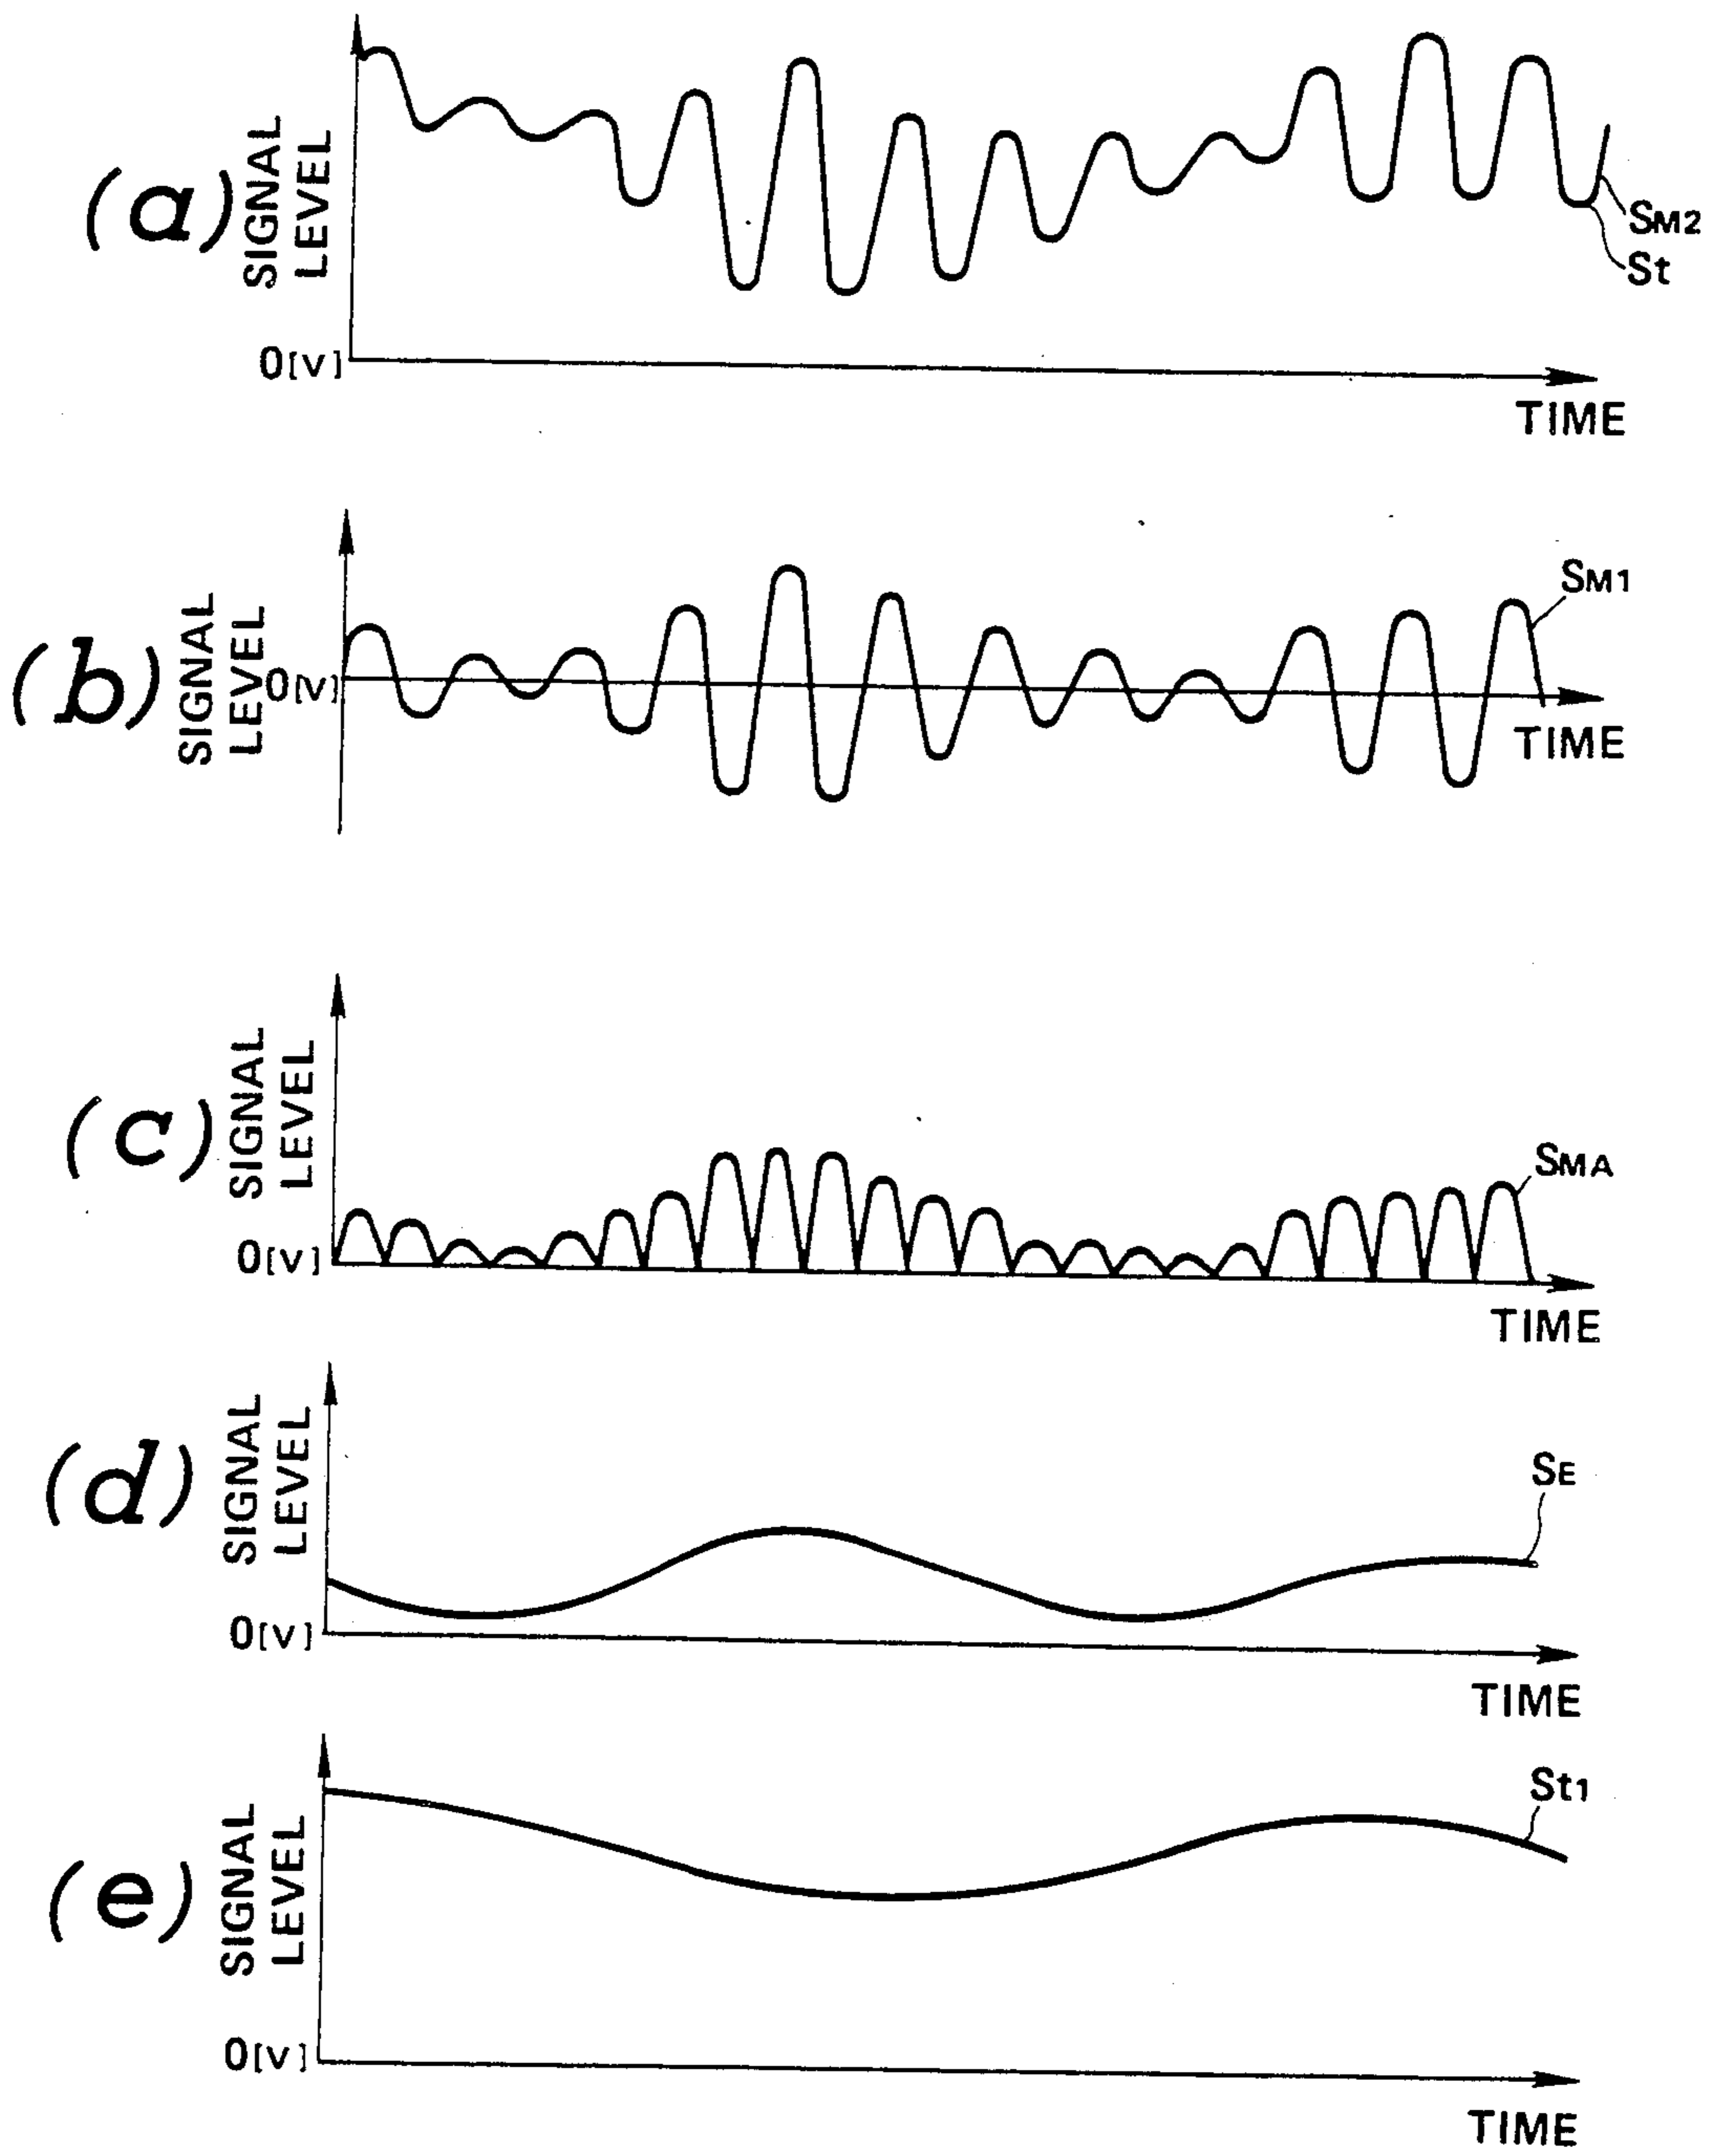 (a)
SIGNAL
LEVEL
0[V]
SM2
St
TIME
(b)
SIGNAL
LEVEL
0[V]
SM1
TIME
(c)
SIGNAL
LEVEL
0[V]
SMA
TIME
(d)
SIGNAL
LEVEL
0[V]
SE
TIME
(e)
SIGNAL
LEVEL
0[V]
St1
TIME